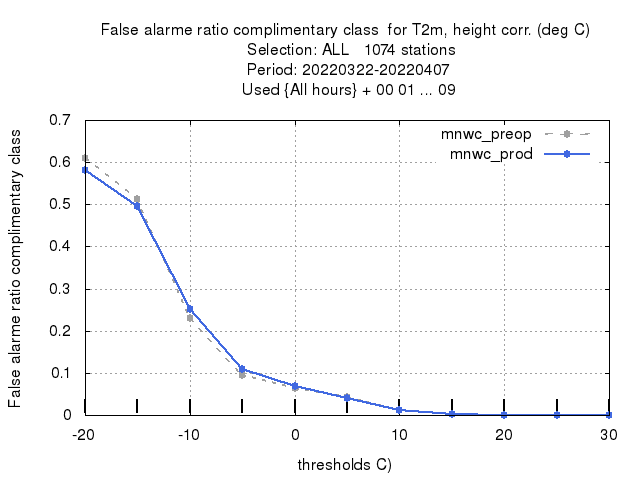 False alarme ratio complimentary class  for T2m, height corr. (deg C)
Selection: ALL   1074 stations
Period: 20220322-20220407
Used {All hours} + 00 01 ... 09
mnwc_preop
mnwc_prod
False alarme ratio complimentary class
0.7
0.6
0.5
0.4
0.3
0.2
0.1
0
-20
-10
0
10
20
30
thresholds C)